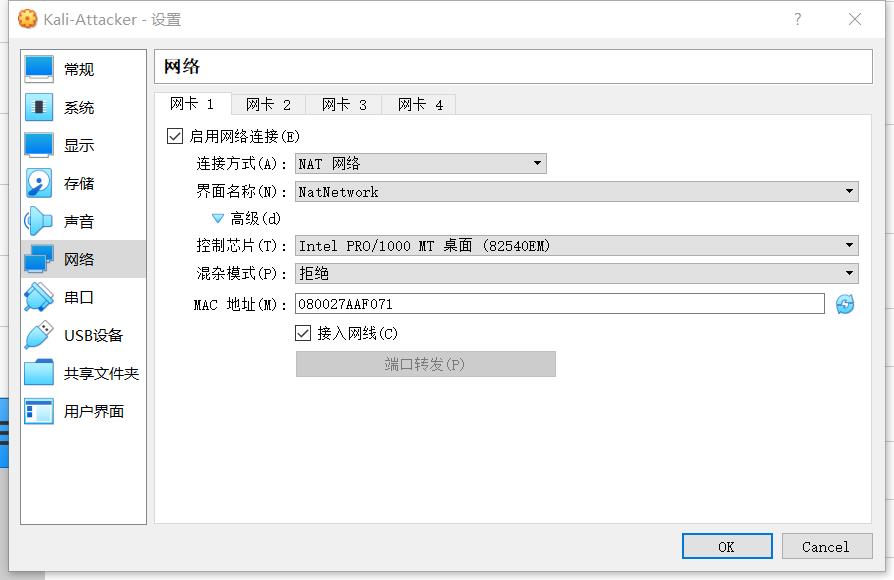 Kali-Attacker - 设置
?
常规
系统
显示
存储
声音
网络
串口
USB设备
共享文件夹
用户界面
网络
网卡 1 网卡 2 网卡 3 网卡 4
启用网络连接(E)
连接方式(A): NAT 网络
界面名称(N): NatNetwork
高级(d)
控制芯片(T): Intel PRO/1000 MT 桌面 (82540EM)
混杂模式(P): 拒绝
MAC 地址(M): 080027AAF071
接入网线(C)
端口转发(P)
OK Cancel